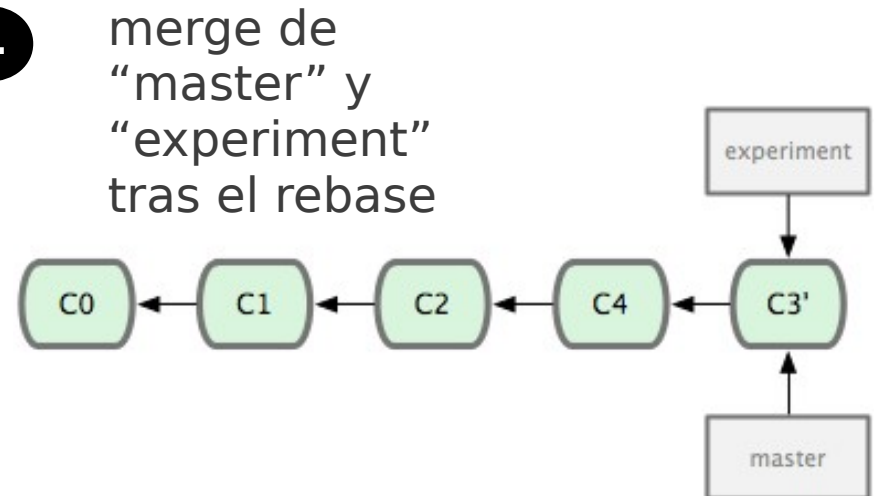 merge de
“master” y
“experiment”
tras el rebase
experiment
C0
C1
C2
C4
C3'
master